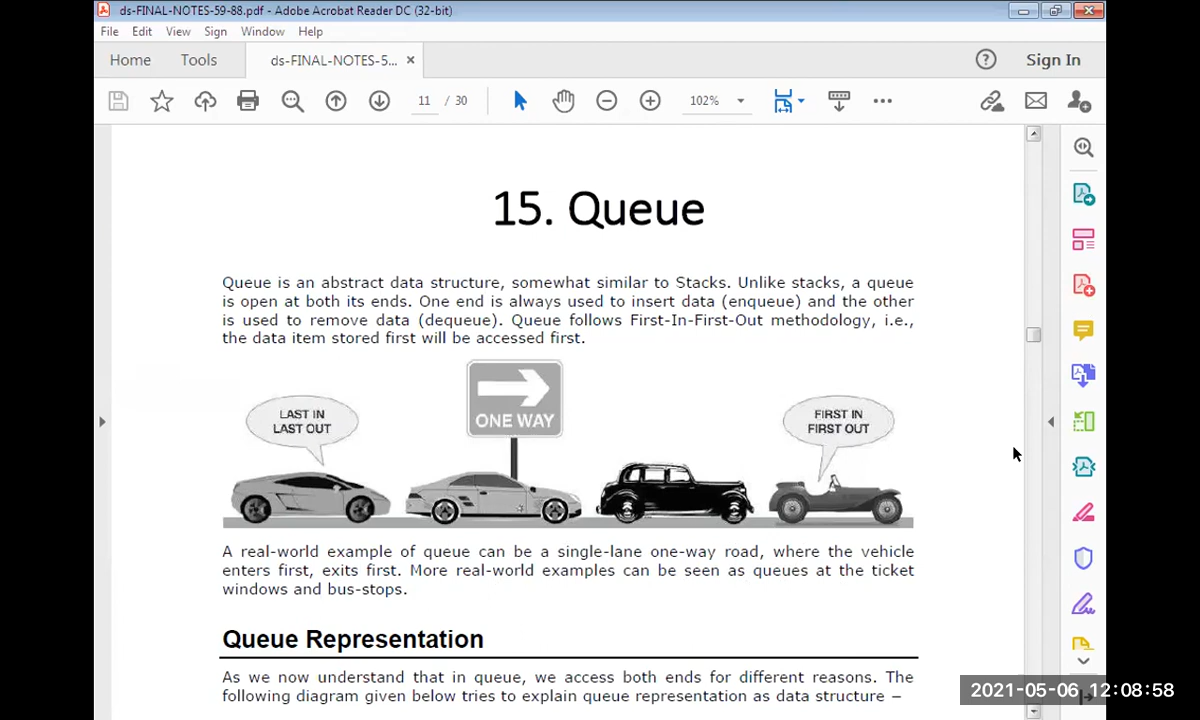 ds-FINAL-NOTES-59-88.pdf - Adobe Acrobat Reader DC (32-bit)
File Edit View Sign Window Help
Home Tools ds-FINAL-NOTES-5... × Sign In
11 / 30 102%
15. Queue
Queue is an abstract data structure, somewhat similar to Stacks. Unlike stacks, a queue
is open at both its ends. One end is always used to insert data (enqueue) and the other
is used to remove data (dequeue). Queue follows First-In-First-Out methodology, i.e.,
the data item stored first will be accessed first.
ONE WAY
LAST IN
LAST OUT
FIRST IN
FIRST OUT
A real-world example of queue can be a single-lane one-way road, where the vehicle
enters first, exits first. More real-world examples can be seen as queues at the ticket
windows and bus-stops.
Queue Representation
As we now understand that in queue, we access both ends for different reasons. The
following diagram given below tries to explain queue representation as data structure –
2021-05-06 12:08:58